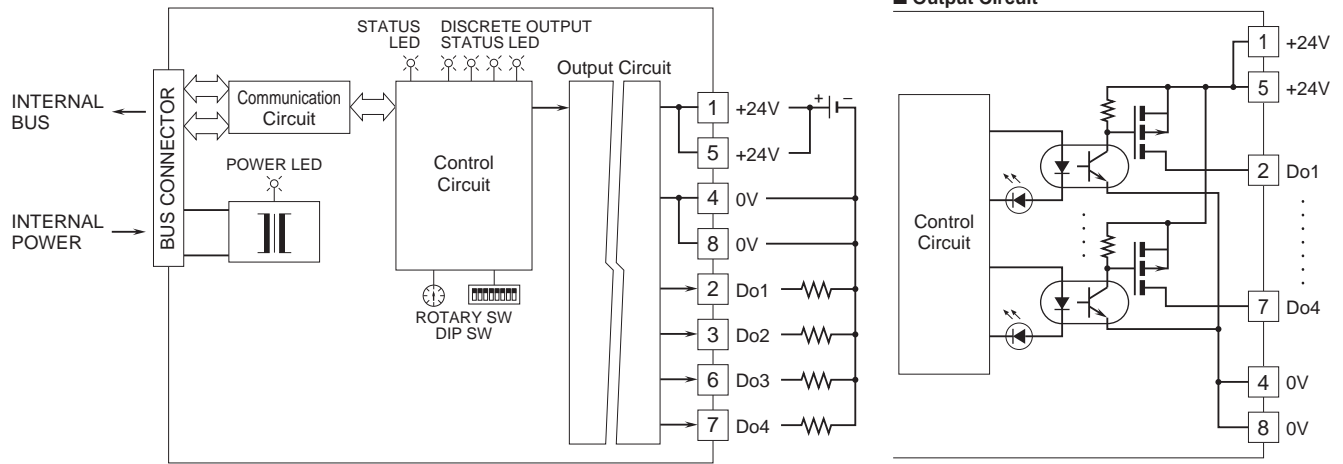 STATUS LED
DISCRETE OUTPUT STATUS LED
Output Circuit
BUS CONNECTOR
Communication Circuit
INTERNAL BUS
POWER LED
INTERNAL POWER
Control Circuit
ROTARY SW
DIP SW
1 +24V
+ −
5 +24V
4 0V
8 0V
2 Do1
3 Do2
6 Do3
7 Do4
■ Output Circuit
Control Circuit
1 +24V
5 +24V
2 Do1
7 Do4
4 0V
8 0V